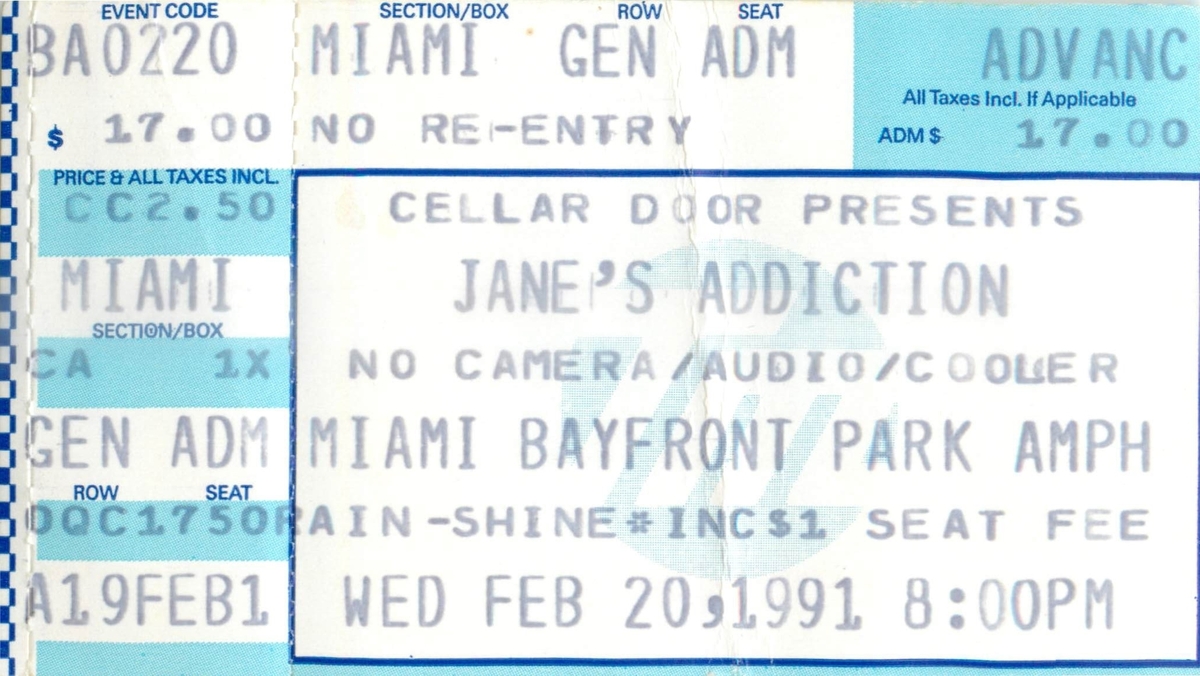 EVENT CODE
BA0220
$ 17.00
PRICE & ALL TAXES INCL.
CC2.50
MIAMI
SECTION/BOX
CA 1X
GEN ADM
ROW SEAT
DQC1750
A19FEB1
SECTION/BOX ROW SEAT
MIAMI GEN ADM ADVANC
All Taxes Incl. If Applicable
NO RE-ENTRY ADM $ 17.00
CELLAR DOOR PRESENTS
JANE'S ADDICTION
NO CAMERA/AUDIO/COOLER
MIAMI BAYFRONT PARK AMPH
RAIN-SHINE*INC$1 SEAT FEE
WED FEB 20,1991 8:00PM